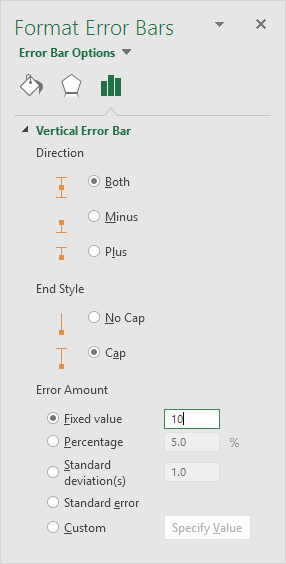 Format Error Bars
Error Bar Options
Vertical Error Bar
Direction
Both
Minus
Plus
End Style
No Cap
Cap
Error Amount
Fixed value 10
Percentage 5.0 %
Standard
deviation(s) 1.0
Standard error
Custom Specify Value